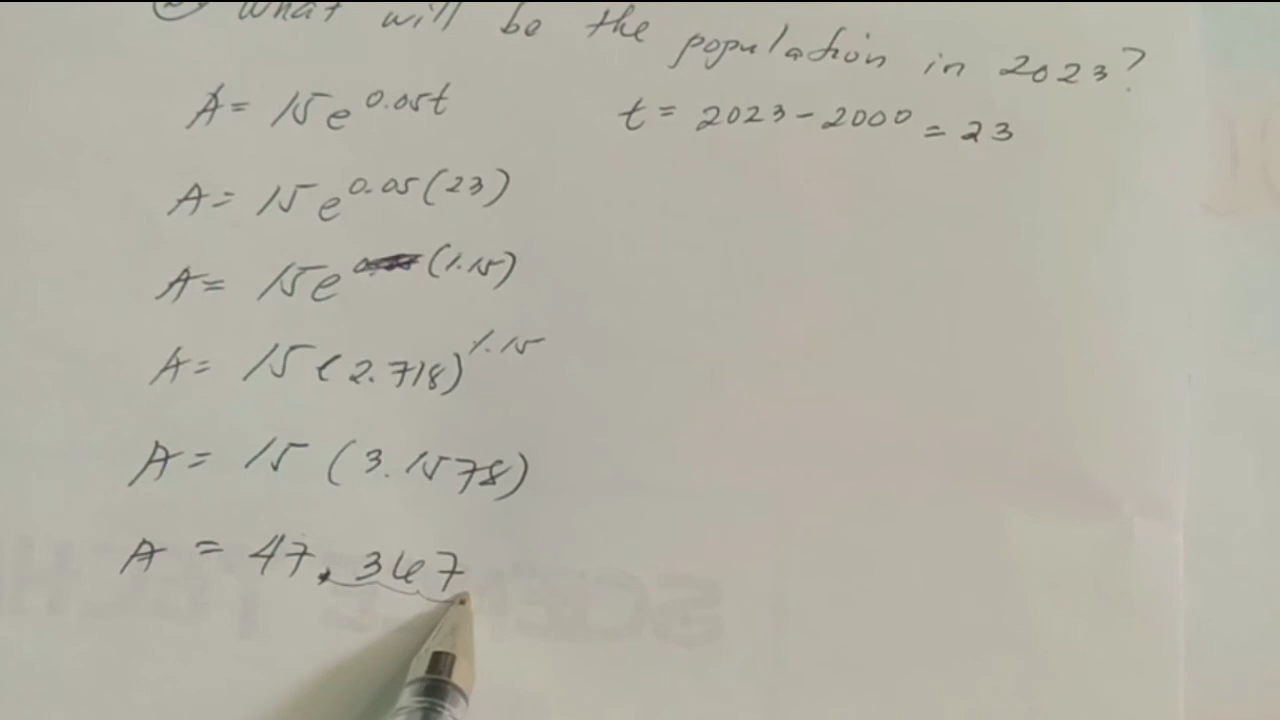 ② What will be the population in 2023?
A = 15e^0.05t
t = 2023 - 2000 = 23
A = 15e^0.05(23)
A = 15e^(1.15)
A = 15(2.718)^1.15
A = 15(3.1578)
A = 47.367